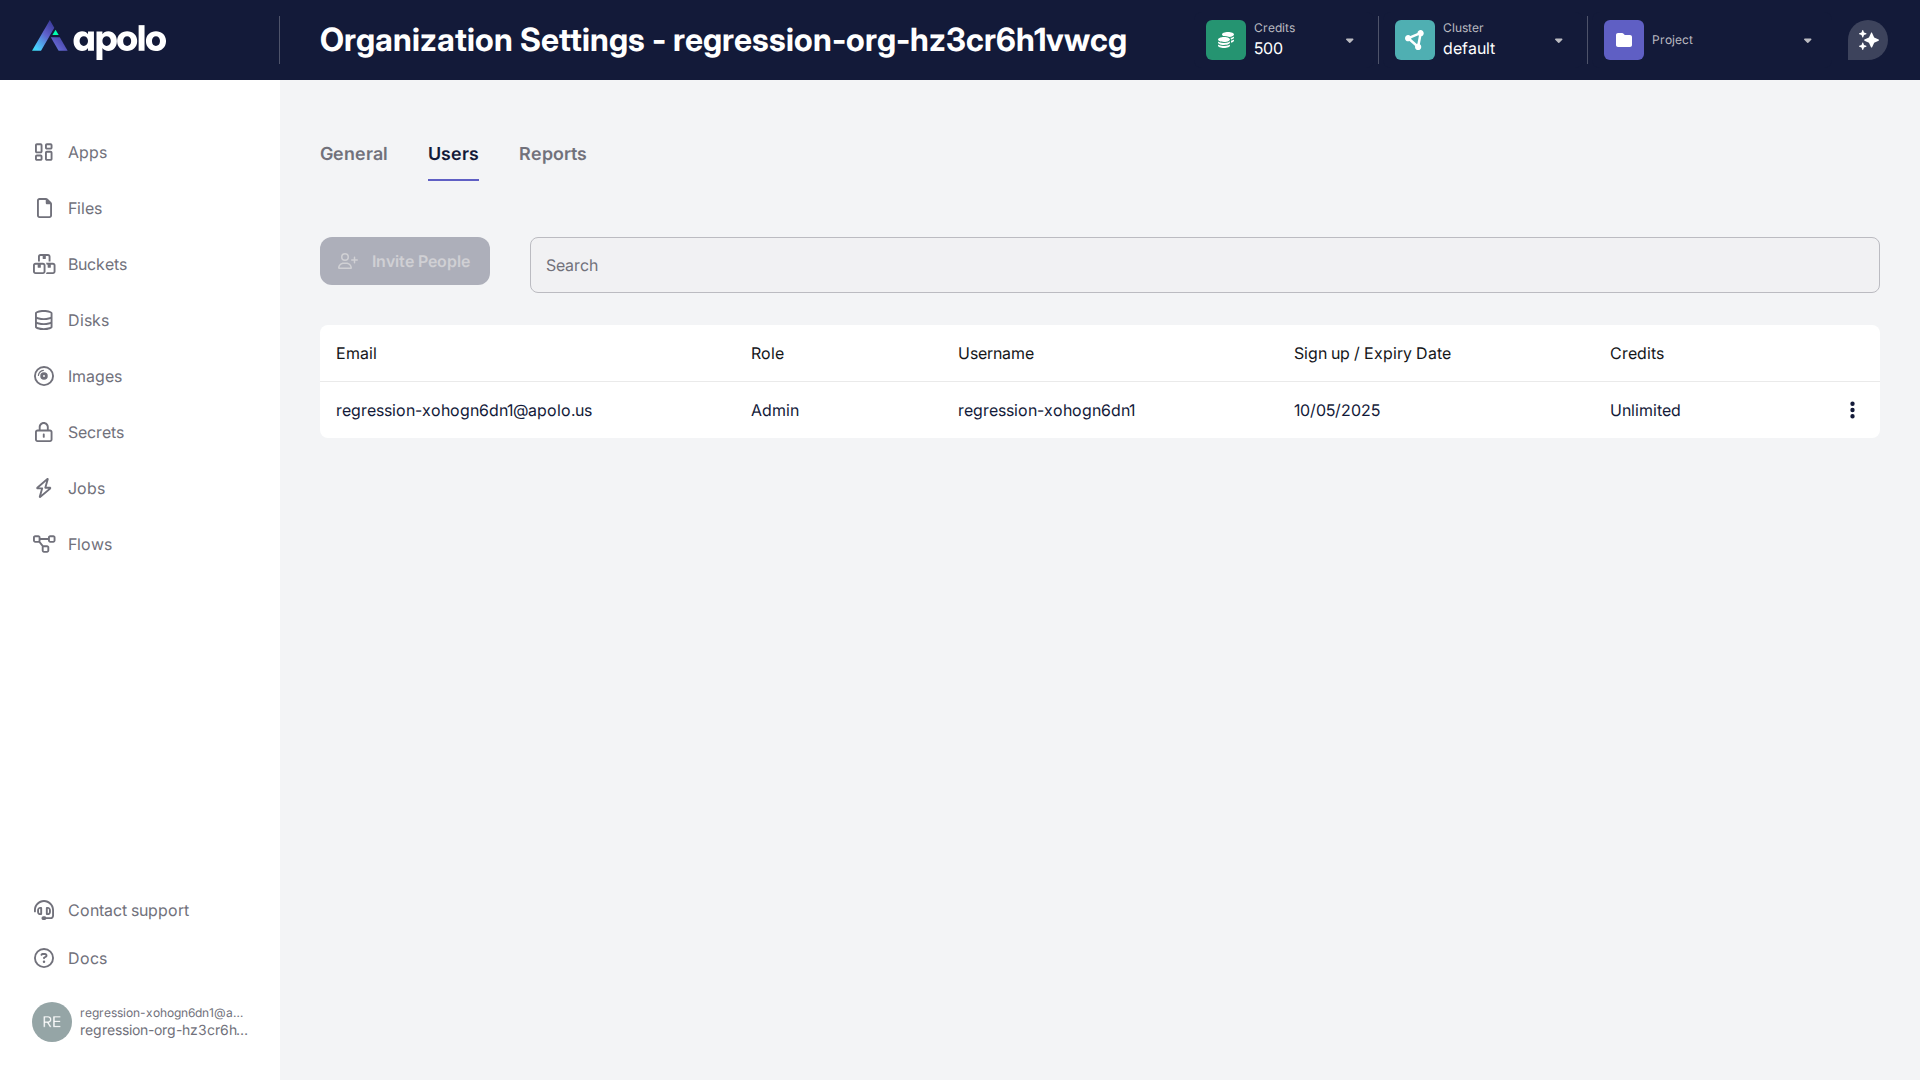 apolo
Organization Settings - regression-org-hz3cr6h1vwcg
Credits
500
Cluster
default
Project
Apps
Files
Buckets
Disks
Images
Secrets
Jobs
Flows
General
Users
Reports
Invite People
Search
Email Role Username Sign up / Expiry Date Credits
regression-xohogn6dn1@apolo.us Admin regression-xohogn6dn1 10/05/2025 Unlimited
Contact support
Docs
RE
regression-xohogn6dn1@a...
regression-org-hz3cr6h...